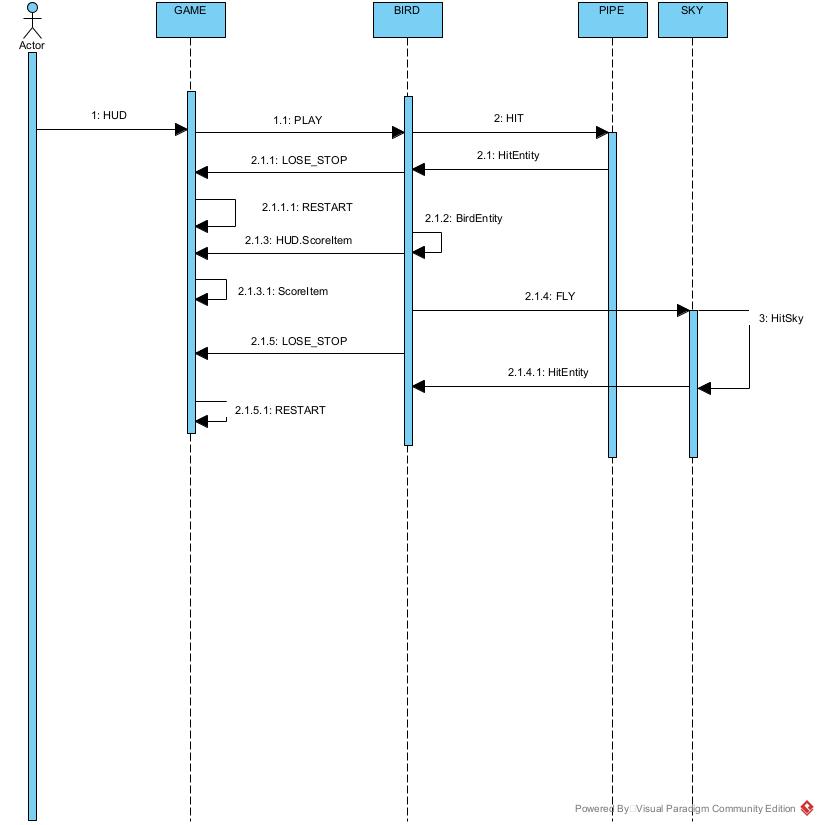 GAME
BIRD
PIPE
SKY
Actor
1: HUD
1.1: PLAY
2: HIT
2.1.1: LOSE_STOP
2.1: HitEntity
2.1.1.1: RESTART
2.1.2: BirdEntity
2.1.3: HUD.ScoreItem
2.1.3.1: ScoreItem
2.1.4: FLY
3: HitSky
2.1.5: LOSE_STOP
2.1.4.1: HitEntity
2.1.5.1: RESTART
Powered By□Visual Paradigm Community Edition